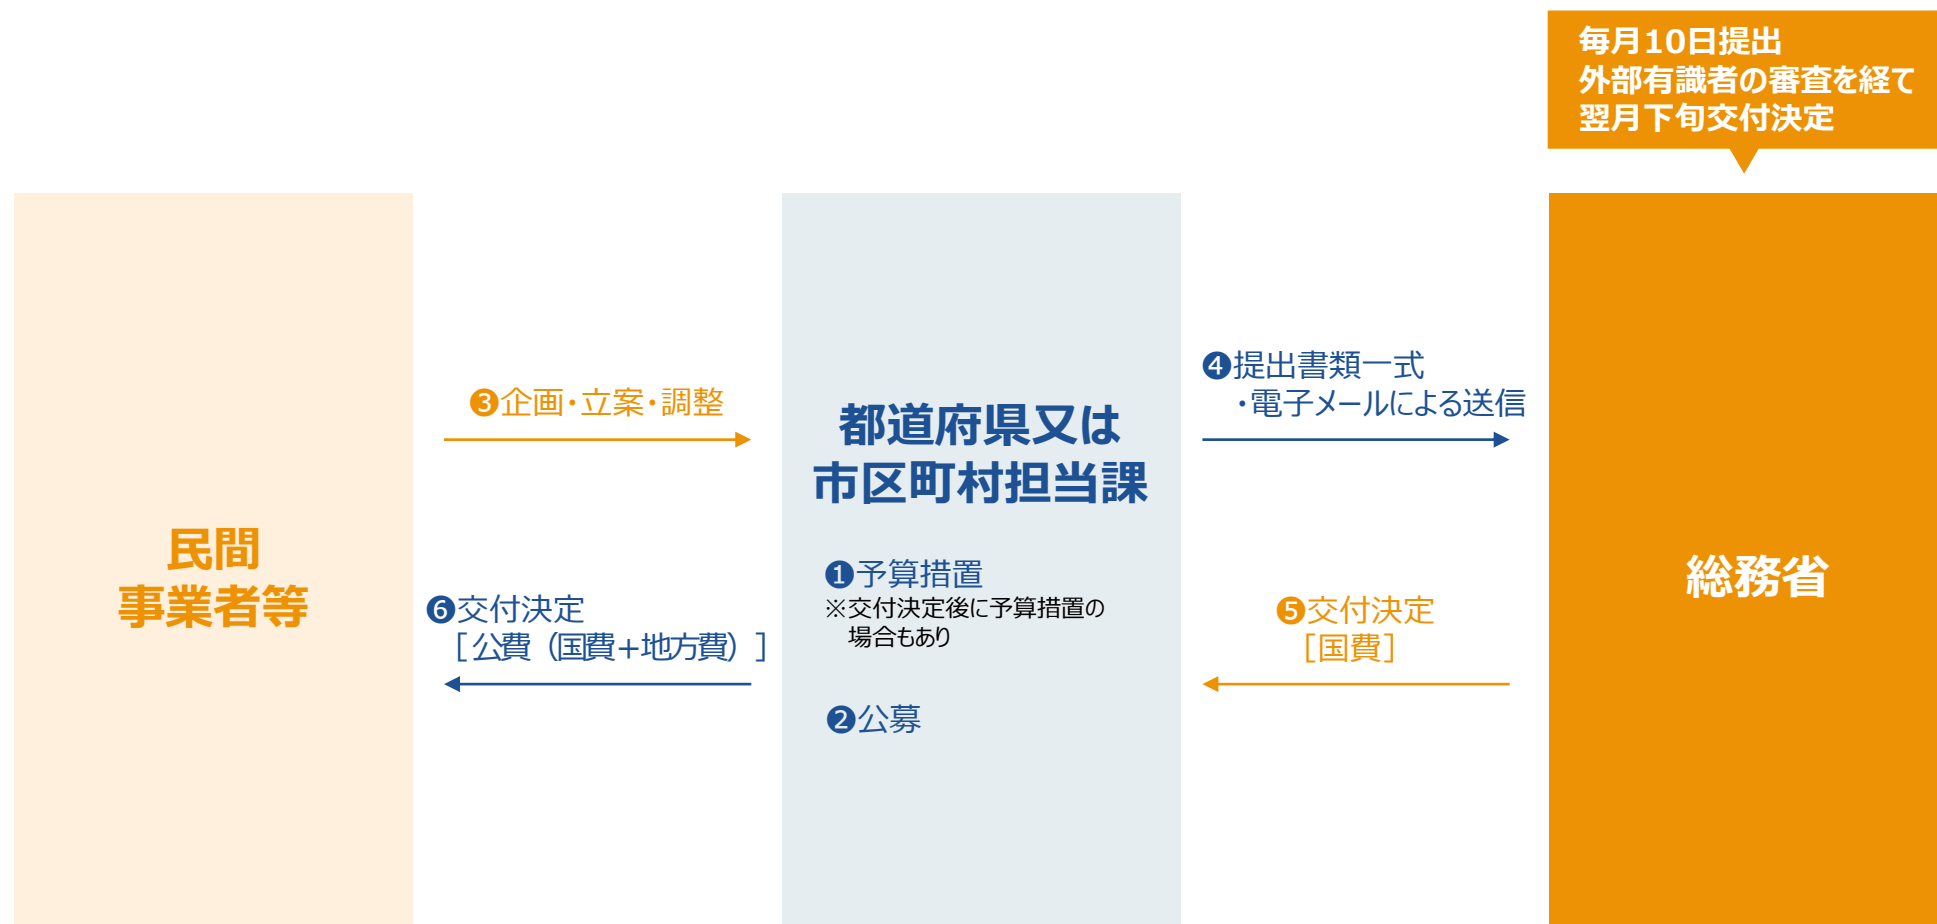 毎月10日提出
外部有識者の審査を経て
翌月下旬交付決定
民間
事業者等
❸企画・立案・調整
❻交付決定
［公費（国費+地方費）］
都道府県又は
市区町村担当課
❶予算措置
※交付決定後に予算措置の
場合もあり
❷公募
❹提出書類一式
・電子メールによる送信
❺交付決定
［国費］
総務省